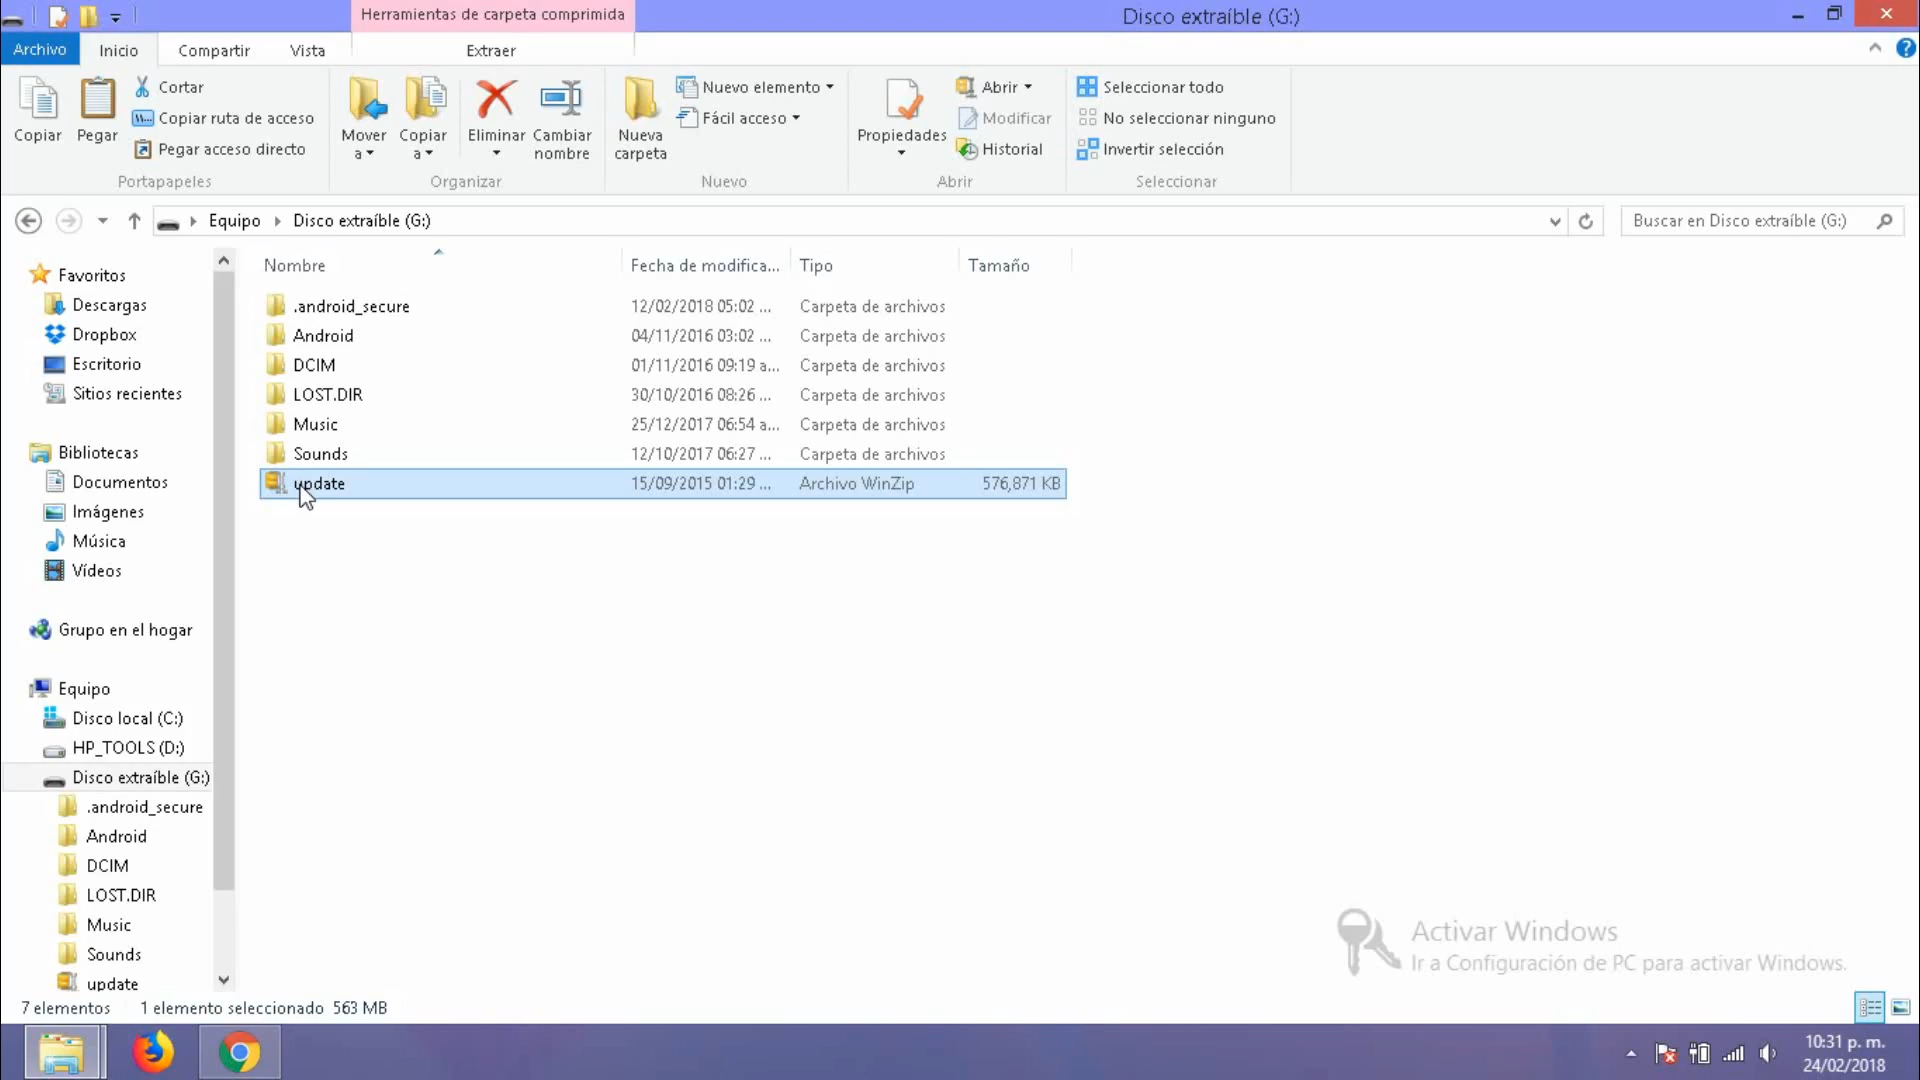 Herramientas de carpeta comprimida
Disco extraíble (G:)
Archivo
Inicio
Compartir
Vista
Extraer
Copiar
Pegar
Cortar
Copiar ruta de acceso
Pegar acceso directo
Portapapeles
Mover a
Copiar a
Eliminar
Cambiar nombre
Organizar
Nueva carpeta
Nuevo elemento
Fácil acceso
Nuevo
Propiedades
Abrir
Modificar
Historial
Abrir
Seleccionar todo
No seleccionar ninguno
Invertir selección
Seleccionar
Equipo
Disco extraíble (G:)
Buscar en Disco extraíble (G:)
Favoritos
Descargas
Dropbox
Escritorio
Sitios recientes
Bibliotecas
Documentos
Imágenes
Música
Vídeos
Grupo en el hogar
Equipo
Disco local (C:)
HP_TOOLS (D:)
Disco extraíble (G:)
.android_secure
Android
DCIM
LOST.DIR
Music
Sounds
update
Nombre Fecha de modifica... Tipo Tamaño
.android_secure 12/02/2018 05:02 ... Carpeta de archivos
Android 04/11/2016 03:02 ... Carpeta de archivos
DCIM 01/11/2016 09:19 a... Carpeta de archivos
LOST.DIR 30/10/2016 08:26 ... Carpeta de archivos
Music 25/12/2017 06:54 a... Carpeta de archivos
Sounds 12/10/2017 06:27 ... Carpeta de archivos
update 15/09/2015 01:29 ... Archivo WinZip 576,871 KB
Activar Windows
Ir a Configuración de PC para activar Windows.
7 elementos 1 elemento seleccionado 563 MB
10:31 p. m.
24/02/2018